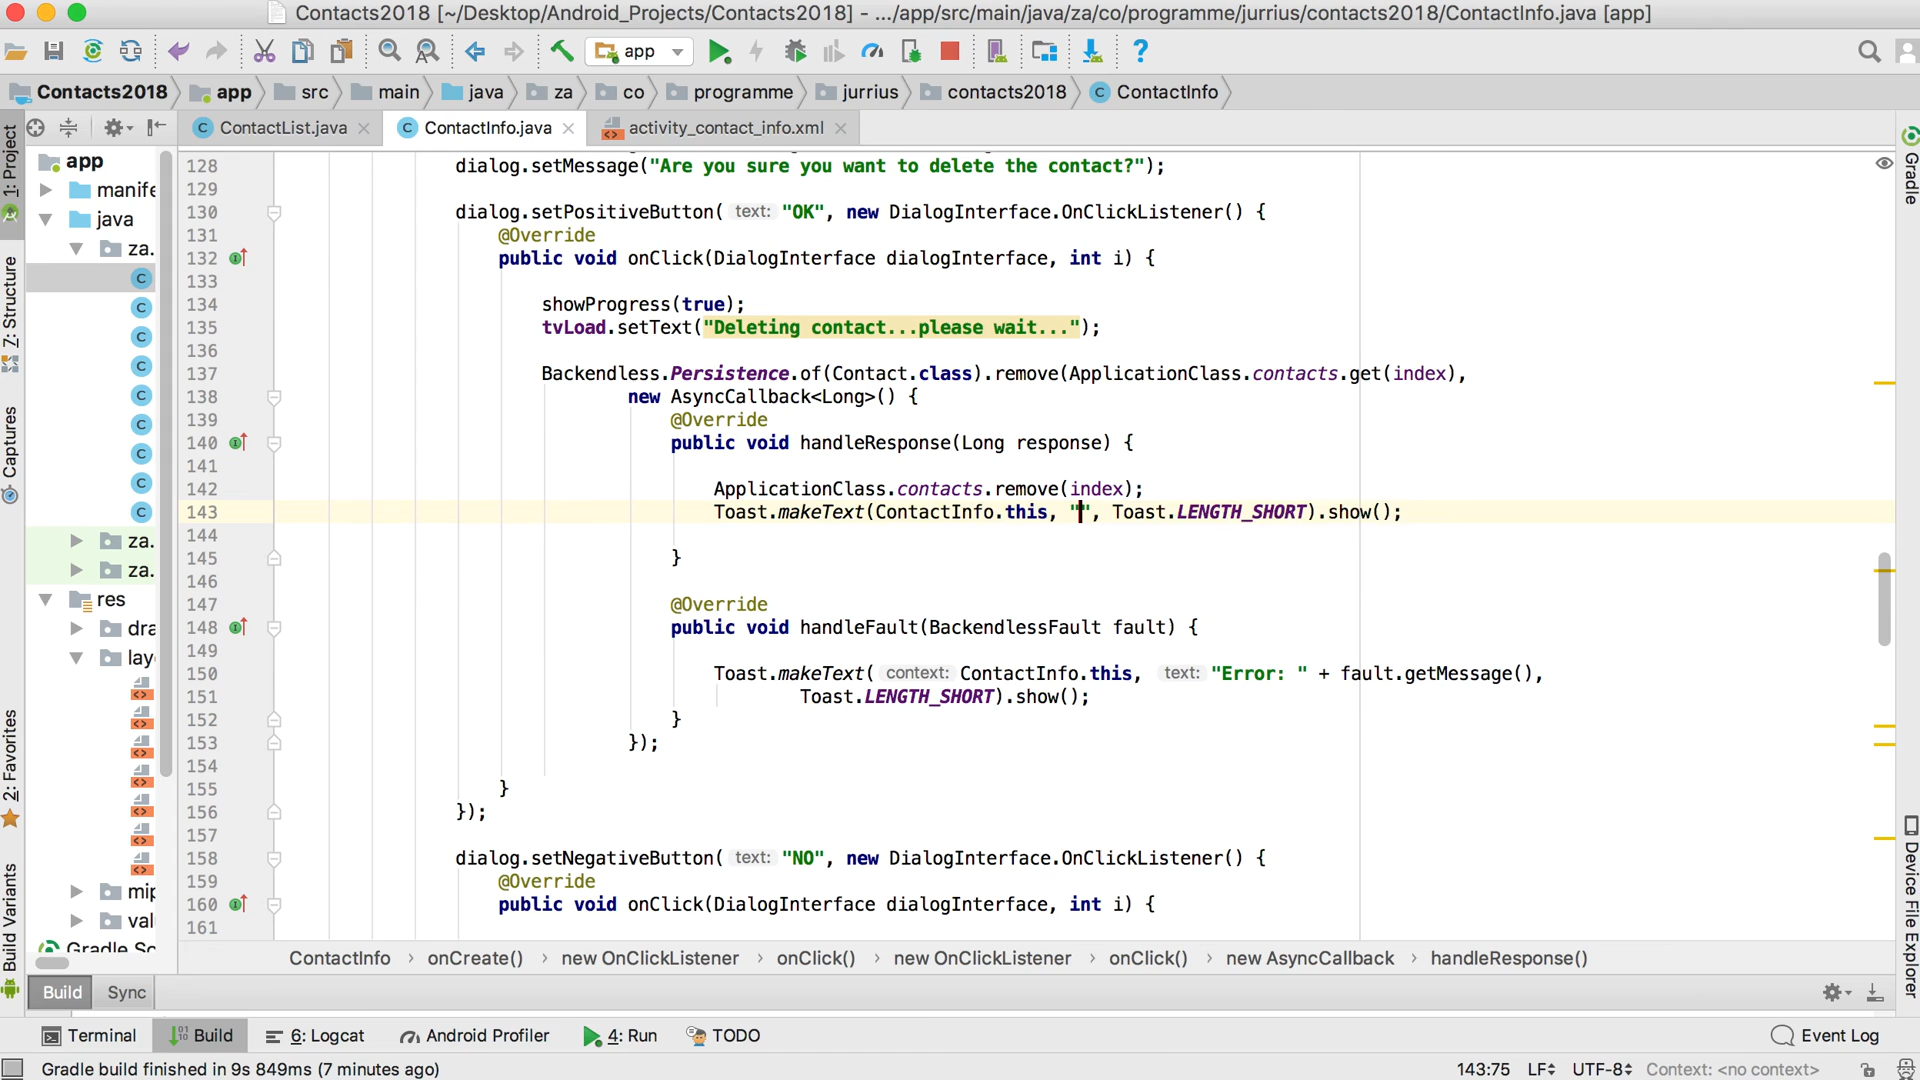 Contacts2018 [~/Desktop/Android_Projects/Contacts2018] - .../app/src/main/java/za/co/programme/jurrius/contacts2018/ContactInfo.java [app]
app
Contacts2018 app src main java za co programme jurrius contacts2018 ContactInfo
ContactList.java ContactInfo.java activity_contact_info.xml
1: Project
Z: Structure
Captures
2: Favorites
Build Variants
app
manife
java
za.
za.
za.
res
dra
lay
mip
val
Gradle Sc
128 dialog.setMessage("Are you sure you want to delete the contact?");
129
130 dialog.setPositiveButton( text: "OK", new DialogInterface.OnClickListener() {
131 @Override
132 public void onClick(DialogInterface dialogInterface, int i) {
133
134 showProgress(true);
135 tvLoad.setText("Deleting contact...please wait...");
136
137 Backendless.Persistence.of(Contact.class).remove(ApplicationClass.contacts.get(index),
138 new AsyncCallback<Long>() {
139 @Override
140 public void handleResponse(Long response) {
141
142 ApplicationClass.contacts.remove(index);
143 Toast.makeText(ContactInfo.this, "", Toast.LENGTH_SHORT).show();
144
145 }
146
147 @Override
148 public void handleFault(BackendlessFault fault) {
149
150 Toast.makeText( context: ContactInfo.this, text: "Error: " + fault.getMessage(),
151 Toast.LENGTH_SHORT).show();
152 }
153 });
154
155 }
156 });
157
158 dialog.setNegativeButton( text: "NO", new DialogInterface.OnClickListener() {
159 @Override
160 public void onClick(DialogInterface dialogInterface, int i) {
161
Gradle
Device File Explorer
ContactInfo › onCreate() › new OnClickListener › onClick() › new OnClickListener › onClick() › new AsyncCallback › handleResponse()
Build Sync
Terminal Build 6: Logcat Android Profiler 4: Run TODO Event Log
Gradle build finished in 9s 849ms (7 minutes ago) 143:75 LF UTF-8 Context: <no context>